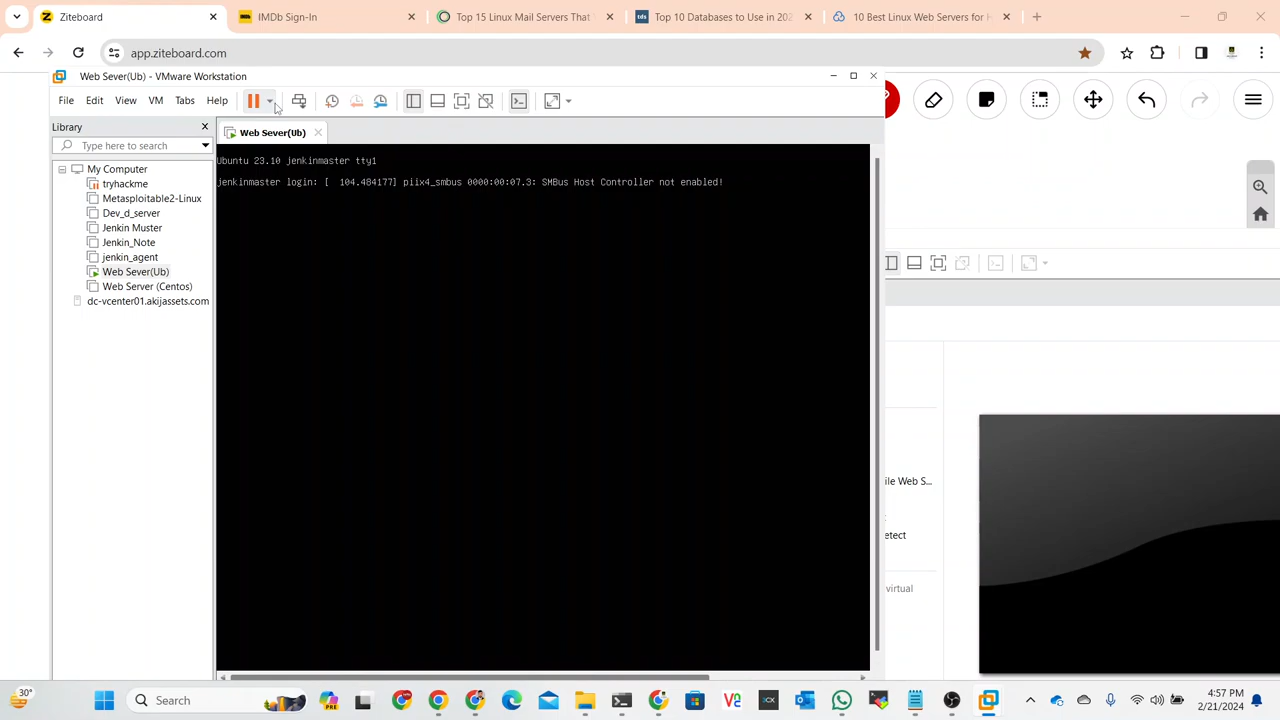 Ziteboard
IMDb Sign-In
Top 15 Linux Mail Servers That
Top 10 Databases to Use in 202
10 Best Linux Web Servers for H
app.ziteboard.com
Web Sever(Ub) - VMware Workstation
File Edit View VM Tabs Help
Library
Type here to search
Web Sever(Ub)
My Computer
tryhackme
Metasploitable2-Linux
Dev_d_server
Jenkin Muster
Jenkin_Note
jenkin_agent
Web Sever(Ub)
Web Server (Centos)
dc-vcenter01.akijassets.com
Ubuntu 23.10 jenkinmaster tty1
jenkinmaster login: [  104.484177] piix4_smbus 0000:00:07.3: SMBus Host Controller not enabled!
ile Web S...
etect
virtual
30°
Search
PRE
4:57 PM
2/21/2024